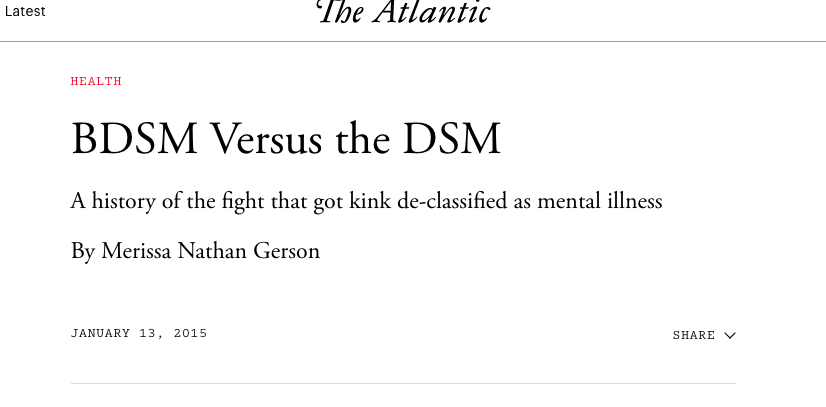 Latest
The Atlantic
HEALTH
BDSM Versus the DSM
A history of the fight that got kink de-classified as mental illness
By Merissa Nathan Gerson
JANUARY 13, 2015
SHARE